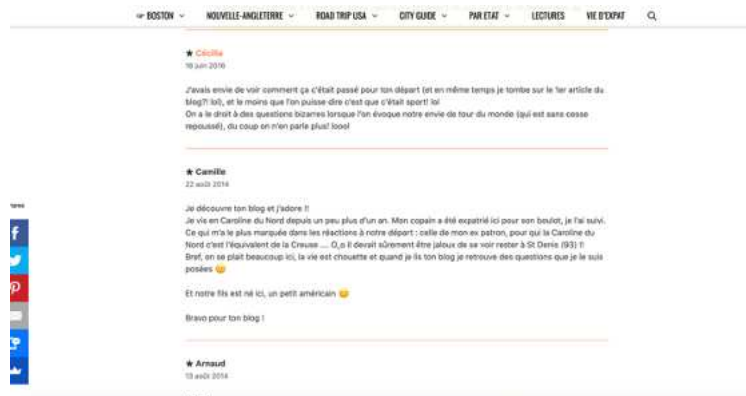 BOSTON NOUVELLE-ANGLETERRE ROAD TRIP USA CITY GUIDE PAR ETAT LECTURES VIE D'EXPAT
★ Cécilia
16 juin 2016
J'avais envie de voir comment ça c'était passé pour ton départ (et en même temps je tombe sur le 1er article du
blog?! lol), et le moins que l'on puisse dire c'est que c'était sport! lol
On a le droit à des questions bizarres lorsque l'on évoque notre envie de tour du monde (qui est sans cesse
repoussé), du coup on n'en parle plus! loool
★ Camille
22 août 2014
Je découvre ton blog et j'adore !!
Je vis en Caroline du Nord depuis un peu plus d'un an. Mon copain a été expatrié ici pour son boulot, je l'ai suivi.
Ce qui m'a le plus marquée dans les réactions à notre départ : celle de mon ex patron, pour qui la Caroline du
Nord c'est l'équivalent de la Creuse .... O_o il devait sûrement être jaloux de se voir rester à St Denis (93) !!
Bref, on se plait beaucoup ici, la vie est chouette et quand je lis ton blog je retrouve des questions que je le suis
posées 😊
Et notre fils est né ici, un petit américain 😊
Bravo pour ton blog !
★ Arnaud
13 août 2014